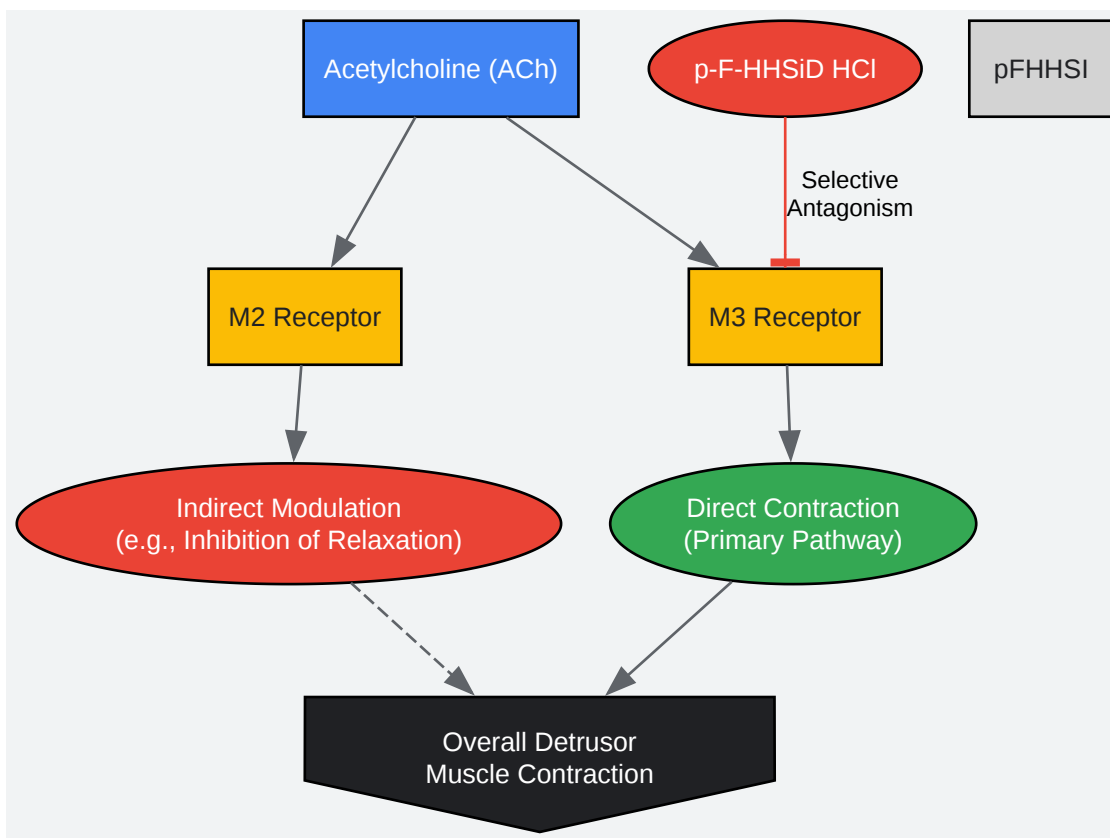 Acetylcholine (ACh)
p-F-HHSiD HCl
pFHHSI
Selective
Antagonism
M2 Receptor
M3 Receptor
Indirect Modulation
(e.g., Inhibition of Relaxation)
Direct Contraction
(Primary Pathway)
Overall Detrusor
Muscle Contraction